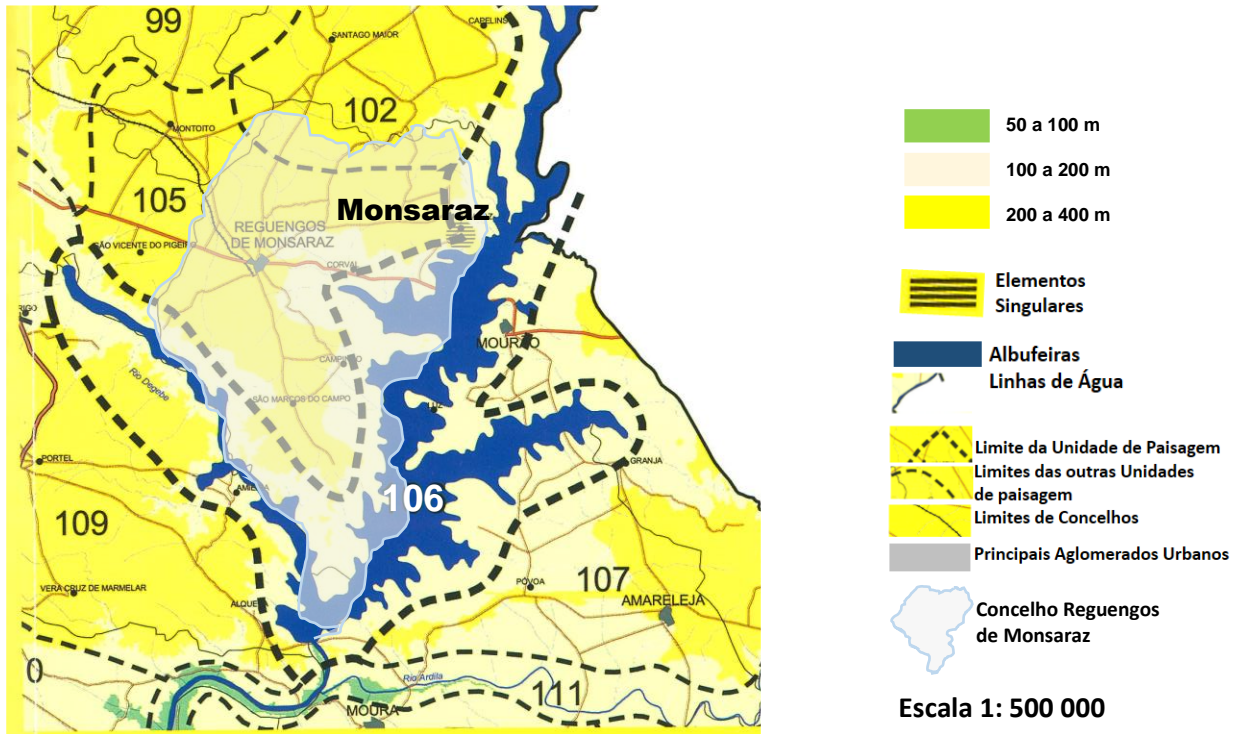 99
SANTAGO MAIOR
CAPELINS
102
MONTOITO
105
Monsaraz
REGUENGOS
DE MONSARAZ
SÃO VICENTE DO PIGEIRO
CORVAL
MOURÃO
Rio Degebe
CAMPINHO
SÃO MARCOS DO CAMPO
LUZ
PORTEL
GRANJA
106
109
VERA CRUZ DE MARMELAR
PÓVOA
107
AMARELEJA
0
Rio Ardila
111
MOURA
50 a 100 m
100 a 200 m
200 a 400 m
Elementos
Singulares
Albufeiras
Linhas de Água
Limite da Unidade de Paisagem
Limites das outras Unidades
de paisagem
Limites de Concelhos
Principais Aglomerados Urbanos
Concelho Reguengos
de Monsaraz
Escala 1: 500 000